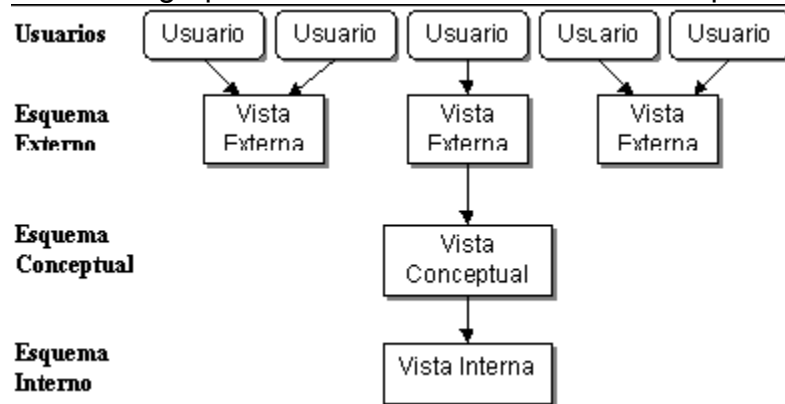 Usuarios Usuario Usuario Usuario Usuario Usuario
Esquema Vista Vista Vista
Externo Externa Externa Externa
Esquema Vista
Conceptual Conceptual
Esquema Vista Interna
Interno